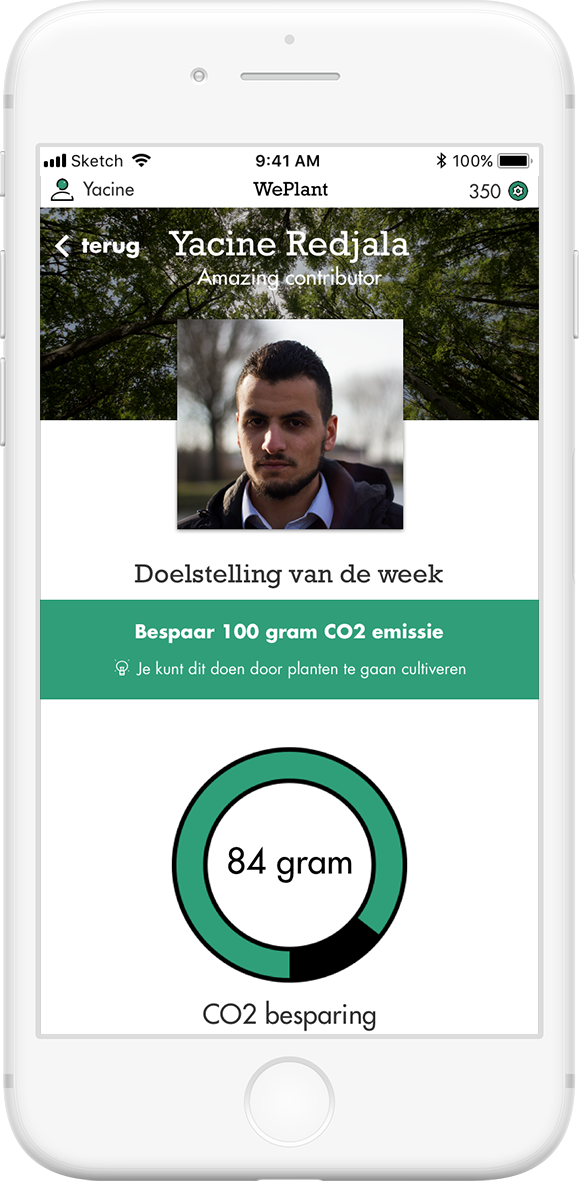 Sketch 9:41 AM 100%
Yacine WePlant 350
terug Yacine Redjala
Amazing contributor
Doelstelling van de week
Bespaar 100 gram CO2 emissie
Je kunt dit doen door planten te gaan cultiveren
84 gram
CO2 besparing